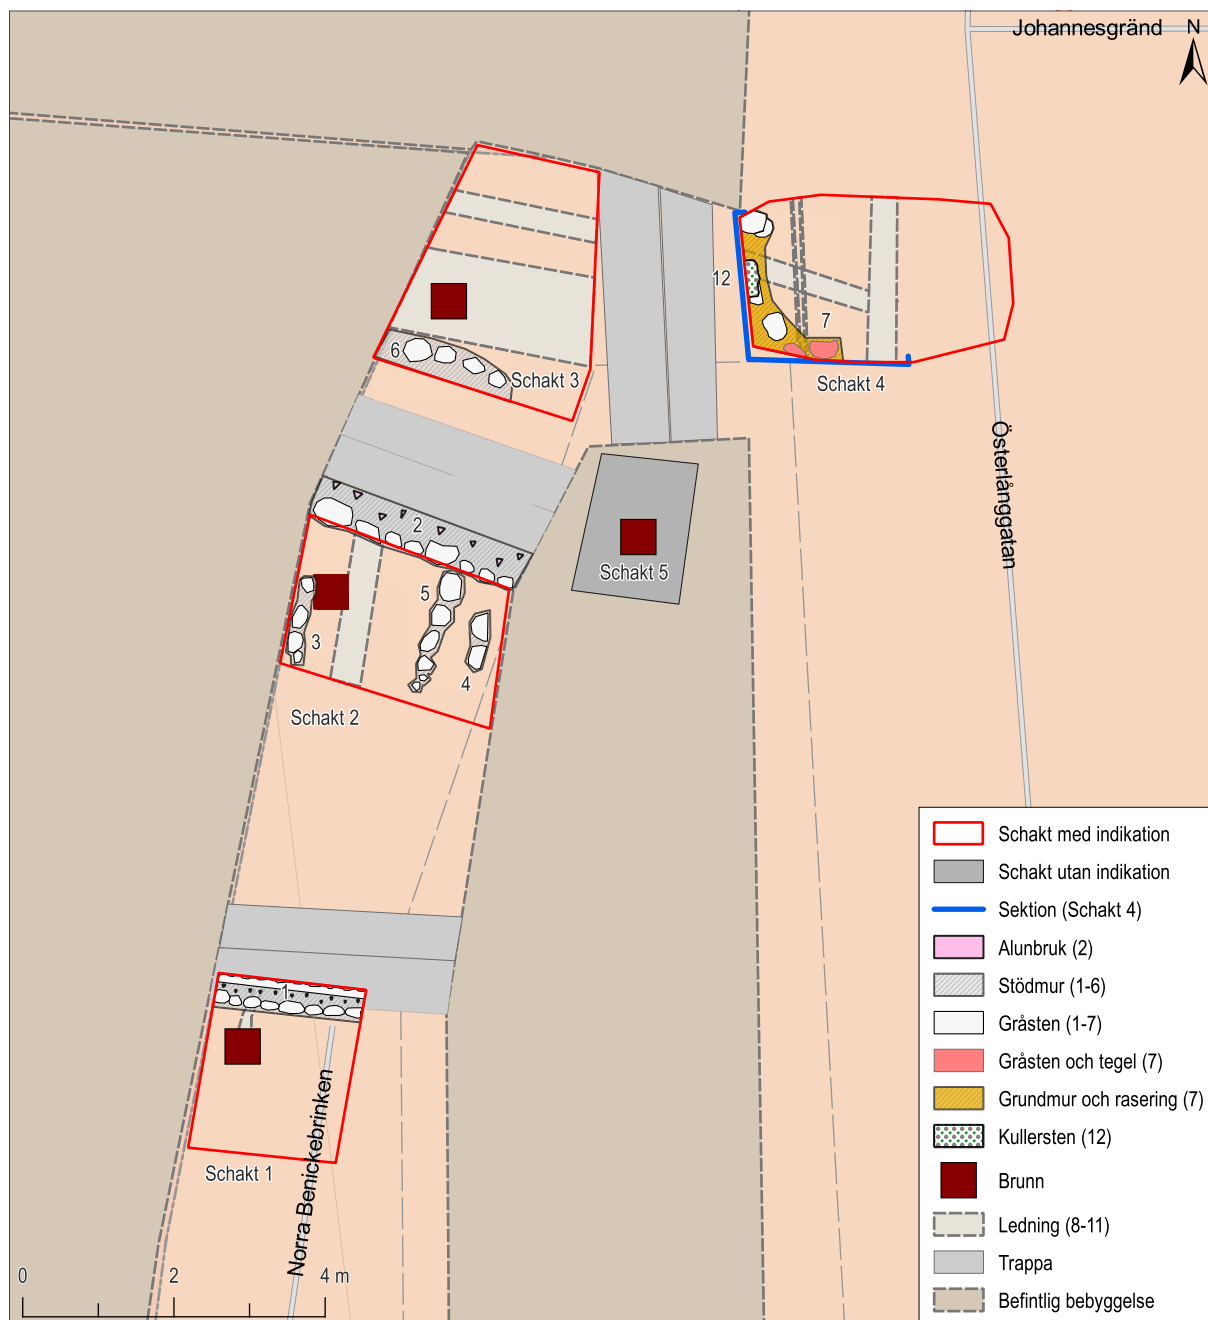 Johannesgränd
N
12
7
6
Schakt 3
Schakt 4
Österlånggatan
2
Schakt 5
5
3
4
Schakt 2
1
Schakt 1
Norra Benickebrinken
0 2 4 m
Schakt med indikation
Schakt utan indikation
Sektion (Schakt 4)
Alunbruk (2)
Stödmur (1-6)
Gråsten (1-7)
Gråsten och tegel (7)
Grundmur och rasering (7)
Kullersten (12)
Brunn
Ledning (8-11)
Trappa
Befintlig bebyggelse